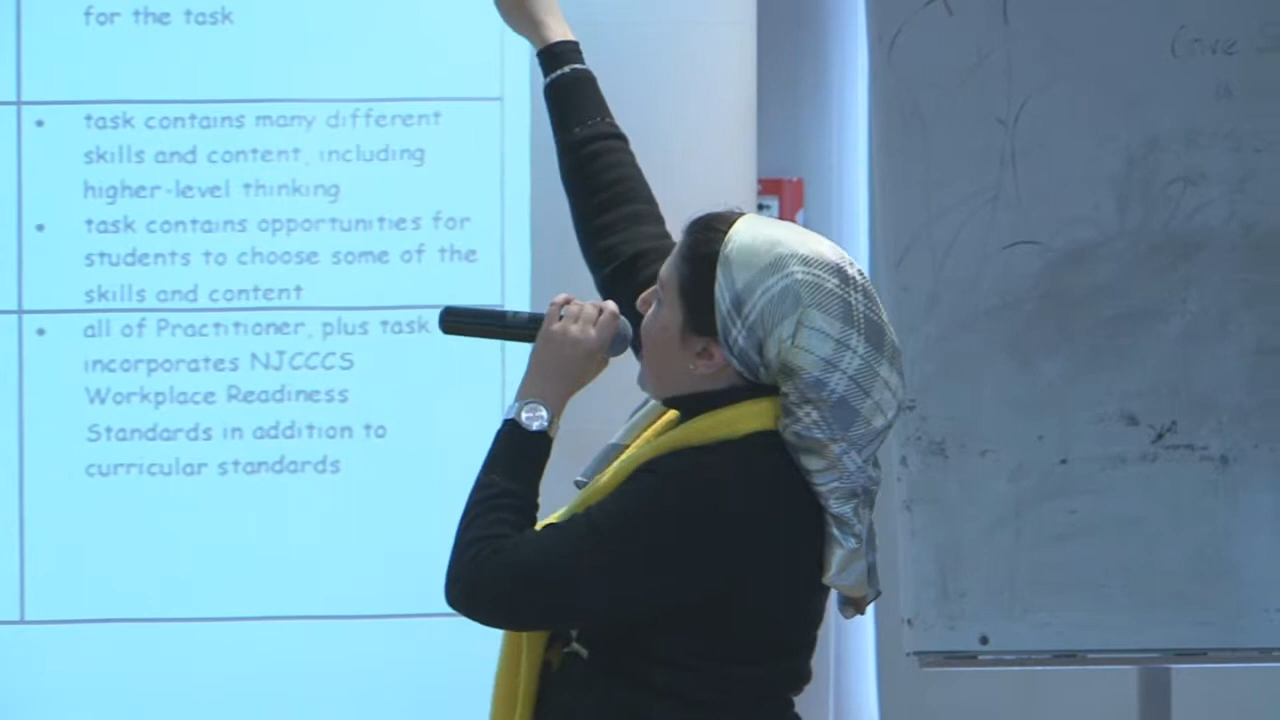 for the task
• task contains many different
skills and content, including
higher-level thinking
• task contains opportunities for
students to choose some of the
skills and content
• all of Practitioner, plus task
incorporates NJCCCS
Workplace Readiness
Standards in addition to
curricular standards
Give